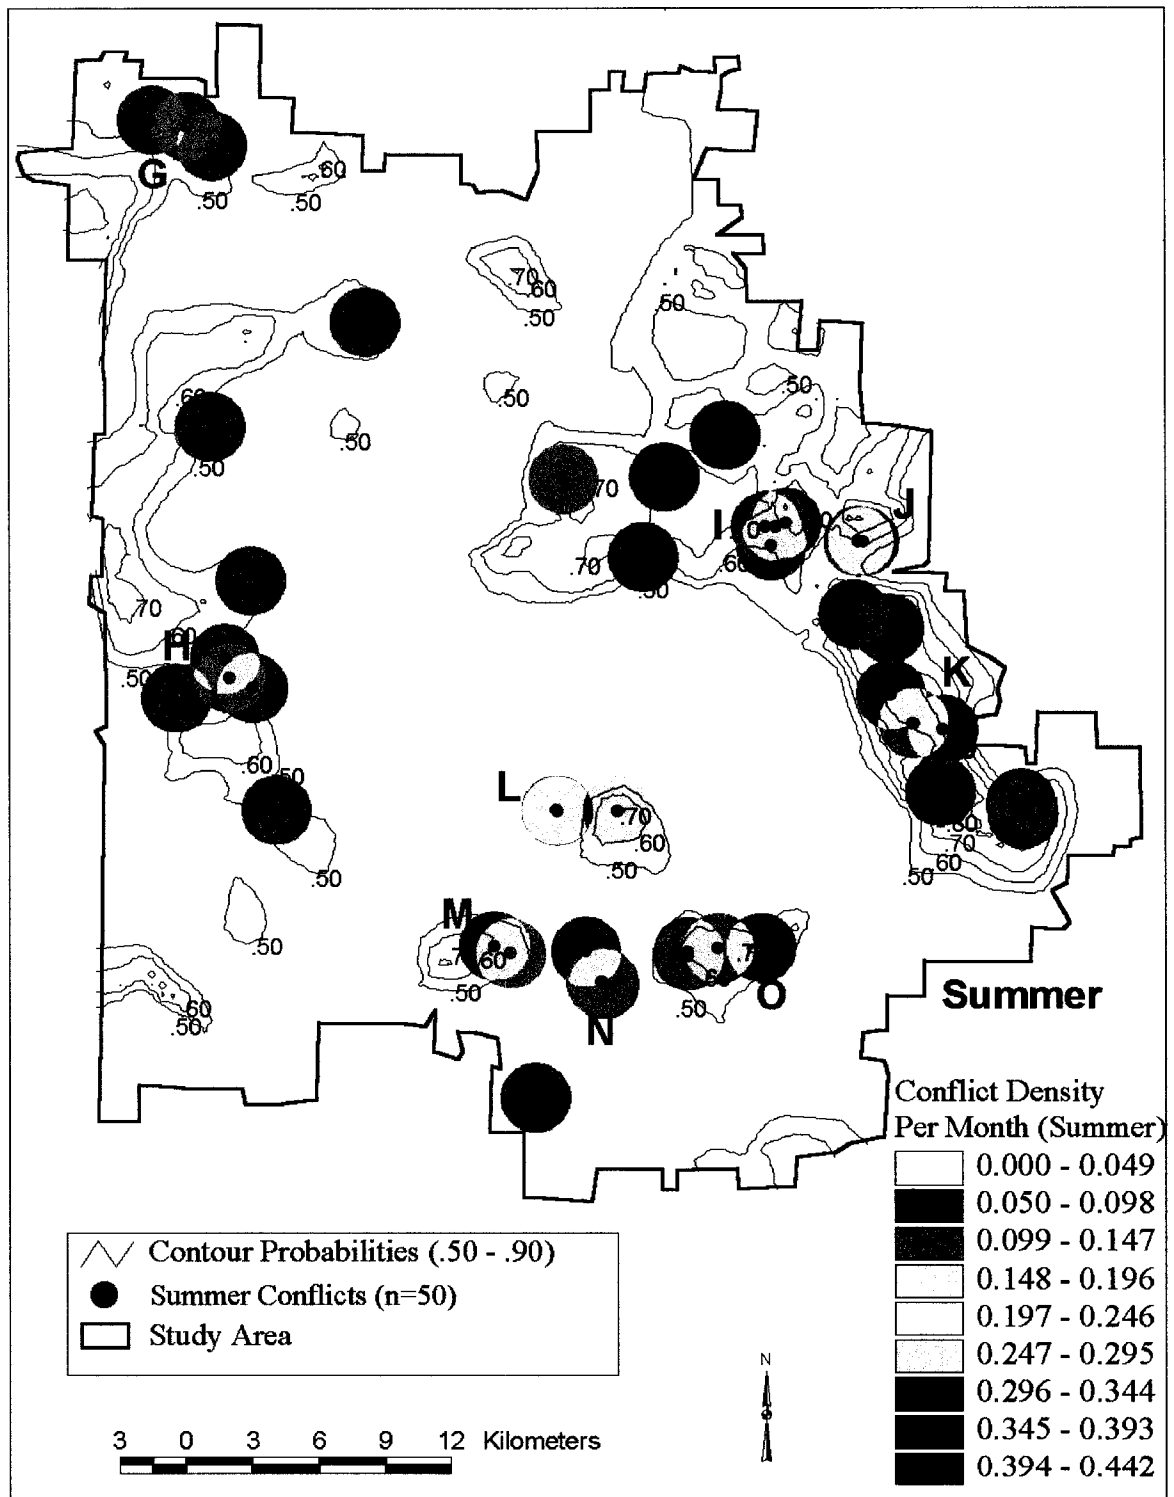 G
.50
.60
.50
.70
.60
.50
.50
.50
.60
.50
.50
.50
.70
I
J
.70
.60
.50
.70
H
.60
.50
K
.60
.50
L
.70
.60
.50
.80
.70
.60
.50
.50
M
.60
.50
.50
.60
.50
N
.50
O
Summer
Conflict Density
Per Month (Summer)
0.000 - 0.049
0.050 - 0.098
0.099 - 0.147
0.148 - 0.196
0.197 - 0.246
0.247 - 0.295
0.296 - 0.344
0.345 - 0.393
0.394 - 0.442
Contour Probabilities (.50 - .90)
Summer Conflicts (n=50)
Study Area
N
3 0 3 6 9 12 Kilometers